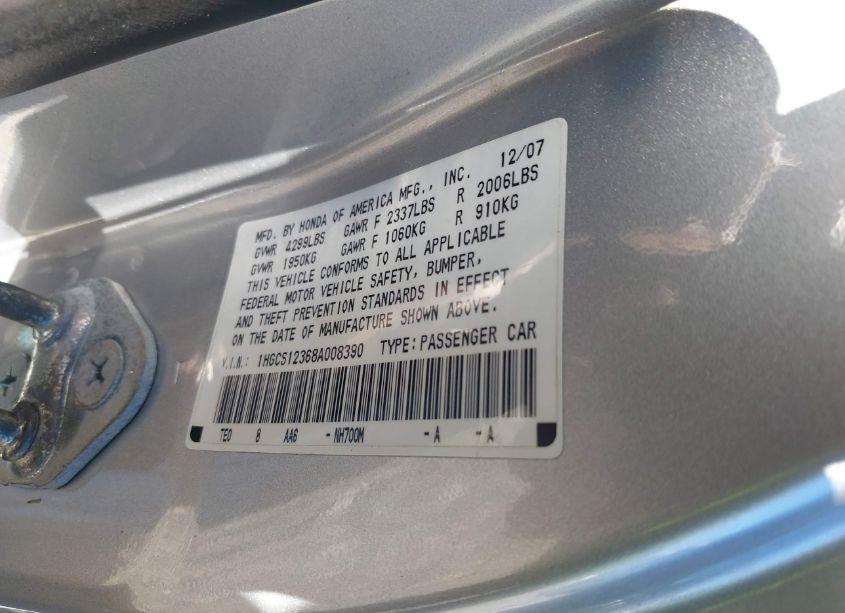 MFD. BY HONDA OF AMERICA MFG., INC. 12/07
GVWR 4299LBS GAWR F 2337LBS R 2006LBS
GVWR 1950KG GAWR F 1060KG R 910KG
THIS VEHICLE CONFORMS TO ALL APPLICABLE
FEDERAL MOTOR VEHICLE SAFETY, BUMPER,
AND THEFT PREVENTION STANDARDS IN EFFECT
ON THE DATE OF MANUFACTURE SHOWN ABOVE.
V.I.N.: 1HGCS12368A008390 TYPE:PASSENGER CAR
TE0 8 AA6 -NH700M -A -A